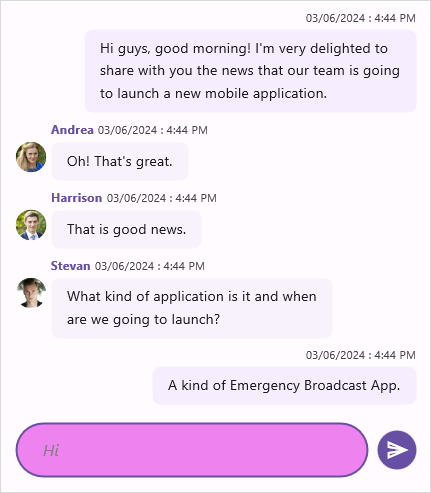 03/06/2024 : 4:44 PM
Hi guys, good morning! I'm very delighted to
share with you the news that our team is going
to launch a new mobile application.
Andrea 03/06/2024 : 4:44 PM
Oh! That's great.
Harrison 03/06/2024 : 4:44 PM
That is good news.
Stevan 03/06/2024 : 4:44 PM
What kind of application is it and when
are we going to launch?
03/06/2024 : 4:44 PM
A kind of Emergency Broadcast App.
Hi